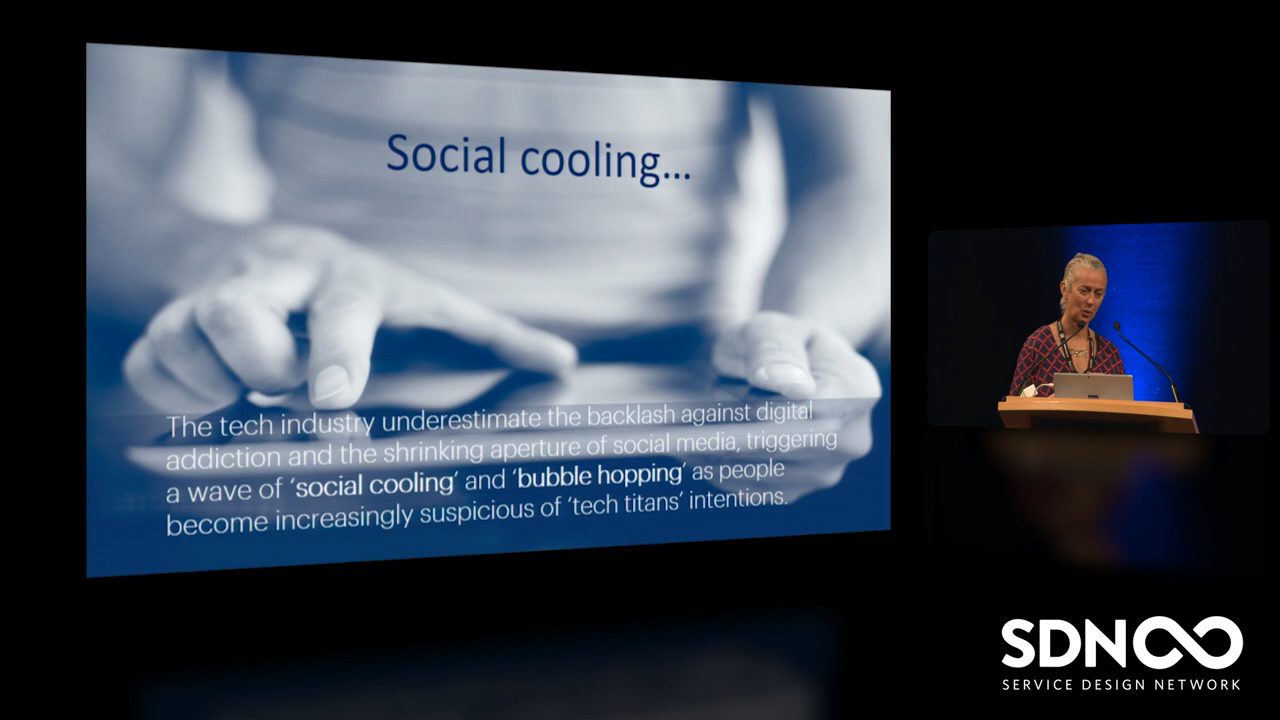 Social cooling...
The tech industry underestimate the backlash against digital
addiction and the shrinking aperture of social media, triggering
a wave of ‘social cooling’ and ‘bubble hopping’ as people
become increasingly suspicious of ‘tech titans’ intentions.
SDN
SERVICE DESIGN NETWORK